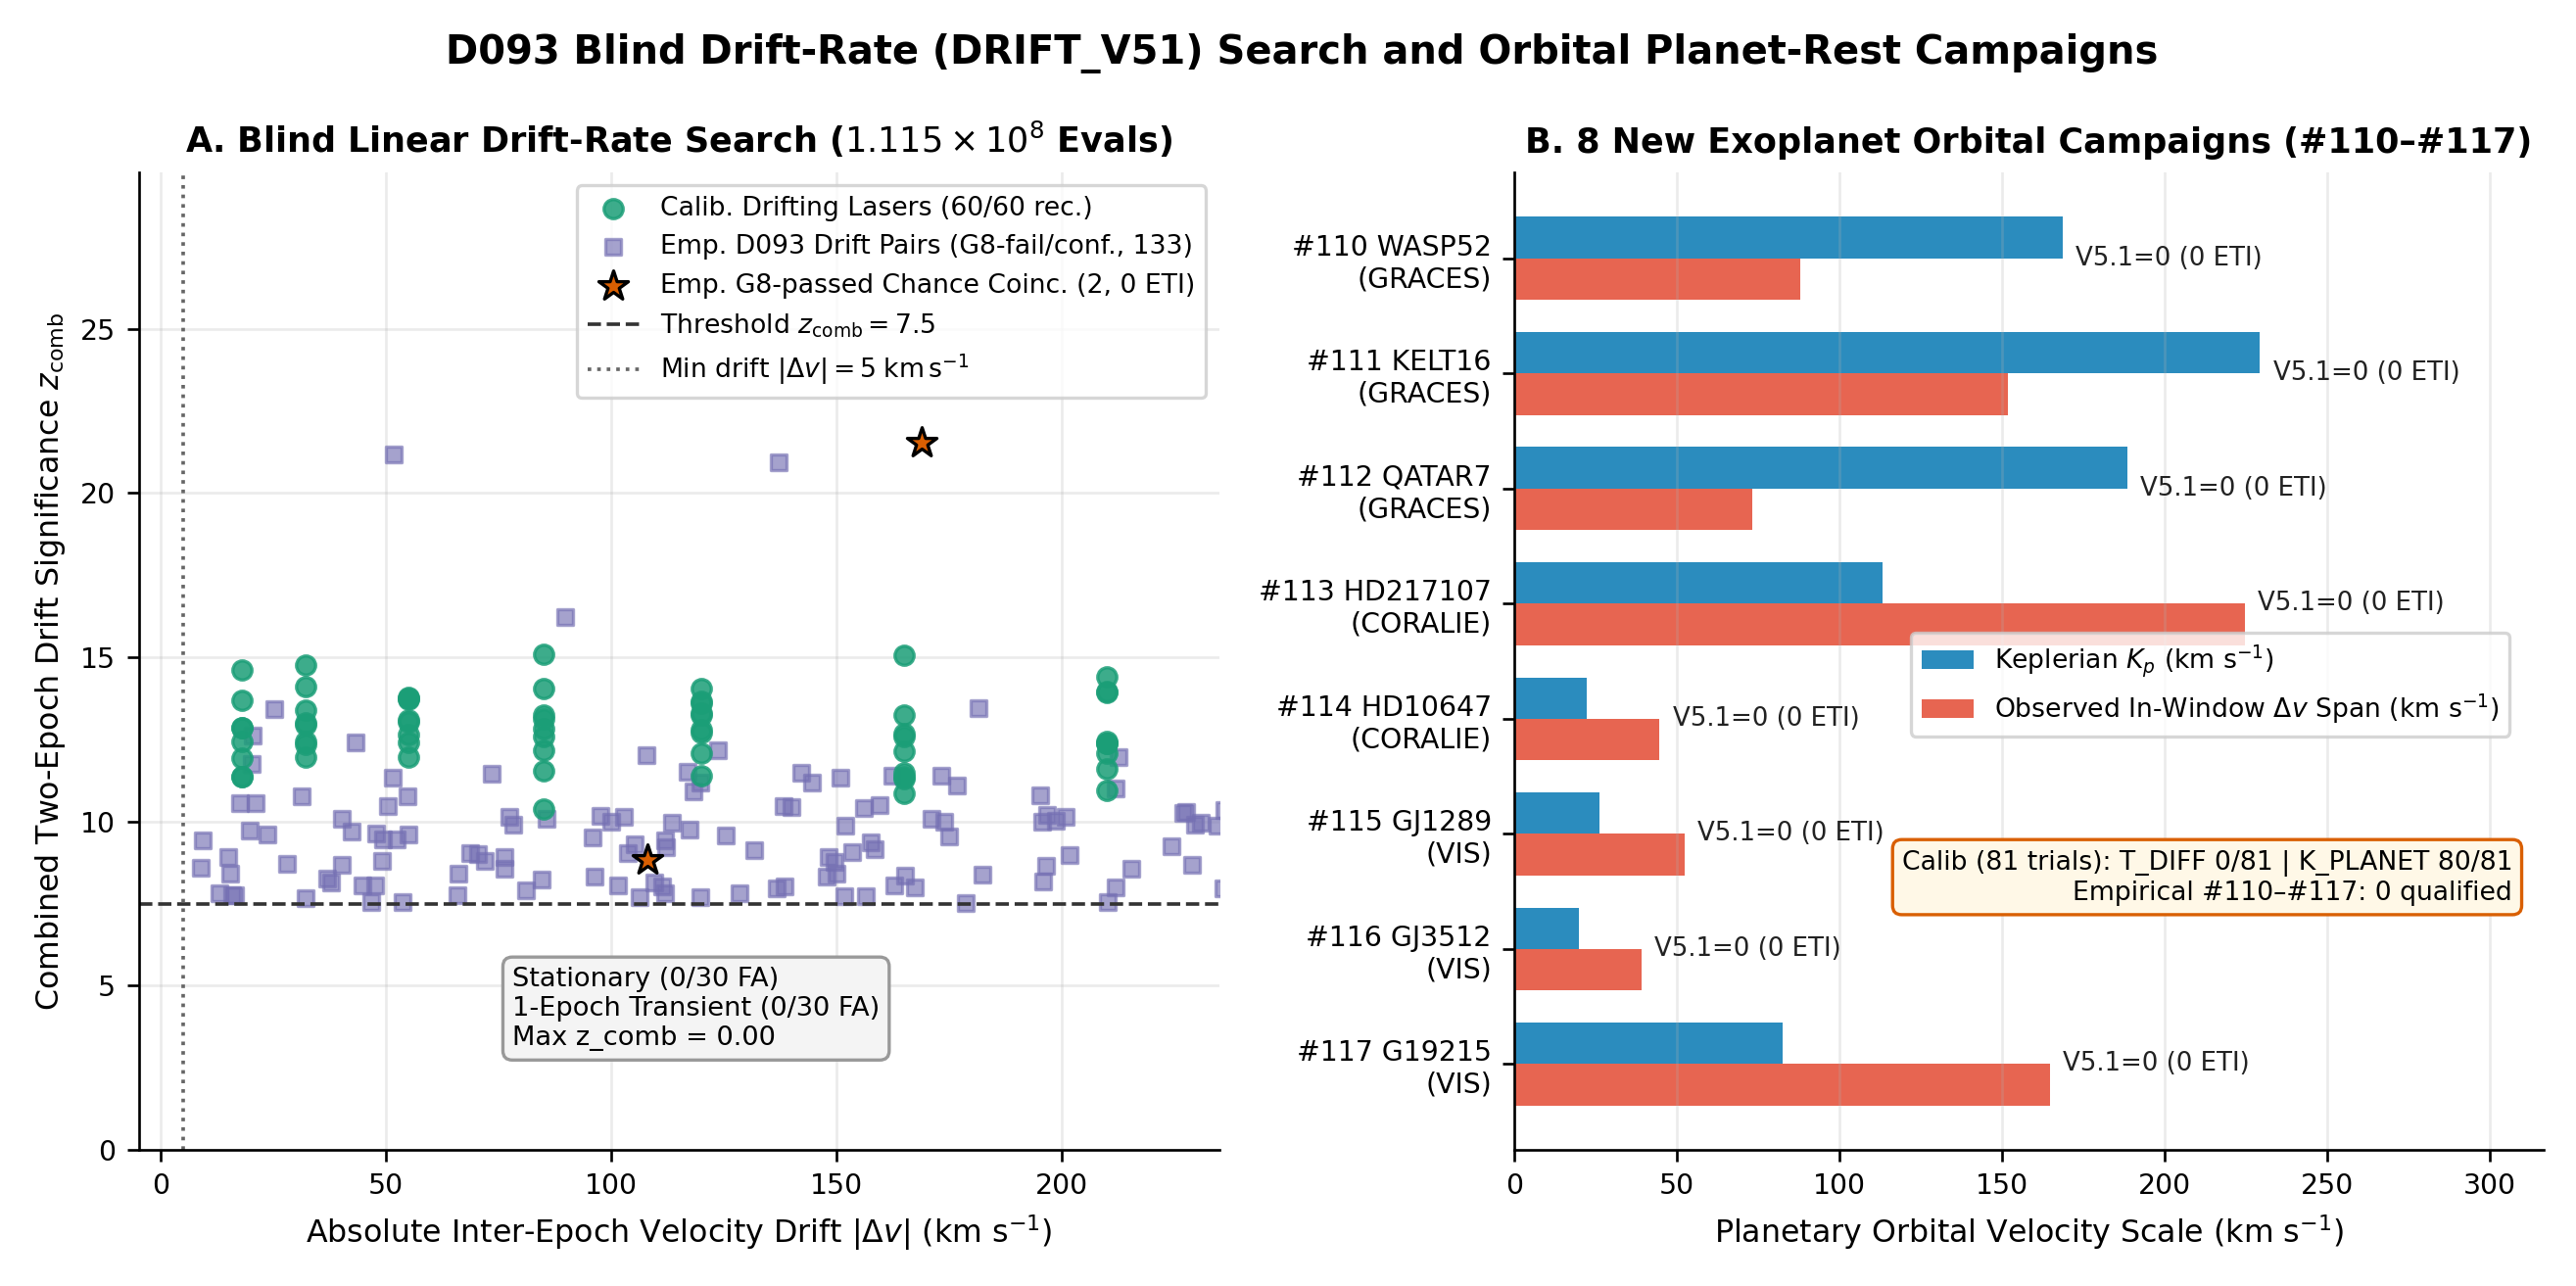 D093 Blind Drift-Rate (DRIFT_V51) Search and Orbital Planet-Rest Campaigns
A. Blind Linear Drift-Rate Search (1.115 × 10⁸ Evals)
Calib. Drifting Lasers (60/60 rec.)
Emp. D093 Drift Pairs (G8-fail/conf., 133)
Emp. G8-passed Chance Coinc. (2, 0 ETI)
Threshold z_comb = 7.5
Min drift |Δv| = 5 km s⁻¹
Combined Two-Epoch Drift Significance z_comb
25
20
15
10
5
0
Stationary (0/30 FA)
1-Epoch Transient (0/30 FA)
Max z_comb = 0.00
0 50 100 150 200
Absolute Inter-Epoch Velocity Drift |Δv| (km s⁻¹)
B. 8 New Exoplanet Orbital Campaigns (#110–#117)
#110 WASP52
(GRACES)
V5.1=0 (0 ETI)
#111 KELT16
(GRACES)
V5.1=0 (0 ETI)
#112 QATAR7
(GRACES)
V5.1=0 (0 ETI)
#113 HD217107
(CORALIE)
V5.1=0 (0 ETI)
Keplerian K_p (km s⁻¹)
Observed In-Window Δv Span (km s⁻¹)
#114 HD10647
(CORALIE)
V5.1=0 (0 ETI)
#115 GJ1289
(VIS)
V5.1=0 (0 ETI)
Calib (81 trials): T_DIFF 0/81 | K_PLANET 80/81
Empirical #110–#117: 0 qualified
#116 GJ3512
(VIS)
V5.1=0 (0 ETI)
#117 G19215
(VIS)
V5.1=0 (0 ETI)
0 50 100 150 200 250 300
Planetary Orbital Velocity Scale (km s⁻¹)